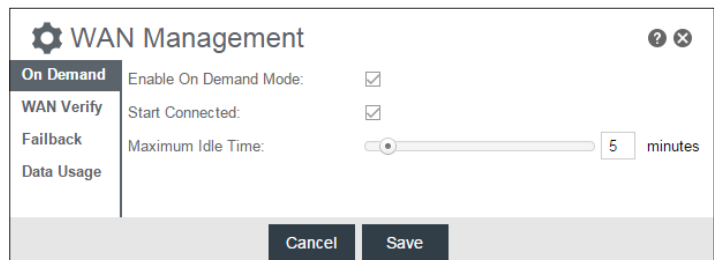 WAN Management
On Demand
Enable On Demand Mode:
WAN Verify
Start Connected:
Failback
Maximum Idle Time:
5 minutes
Data Usage
Cancel
Save